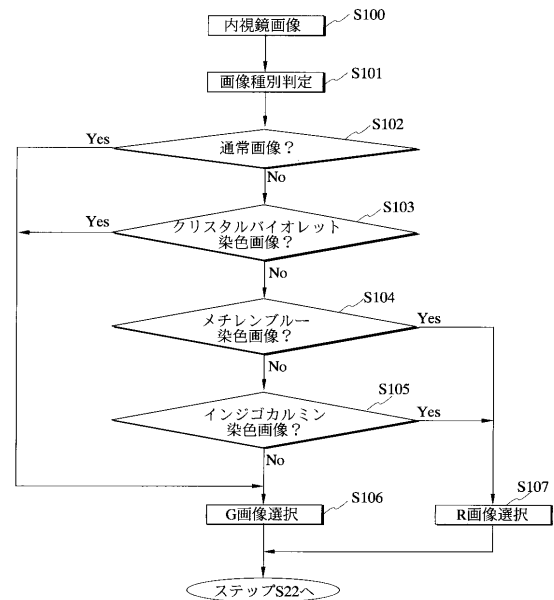 内視鏡画像
S100
画像種別判定
S101
通常画像？
S102
Yes
No
クリスタルバイオレット
染色画像？
S103
Yes
No
メチレンブルー
染色画像？
S104
Yes
No
インジゴカルミン
染色画像？
S105
Yes
No
G画像選択
S106
R画像選択
S107
ステップS22へ